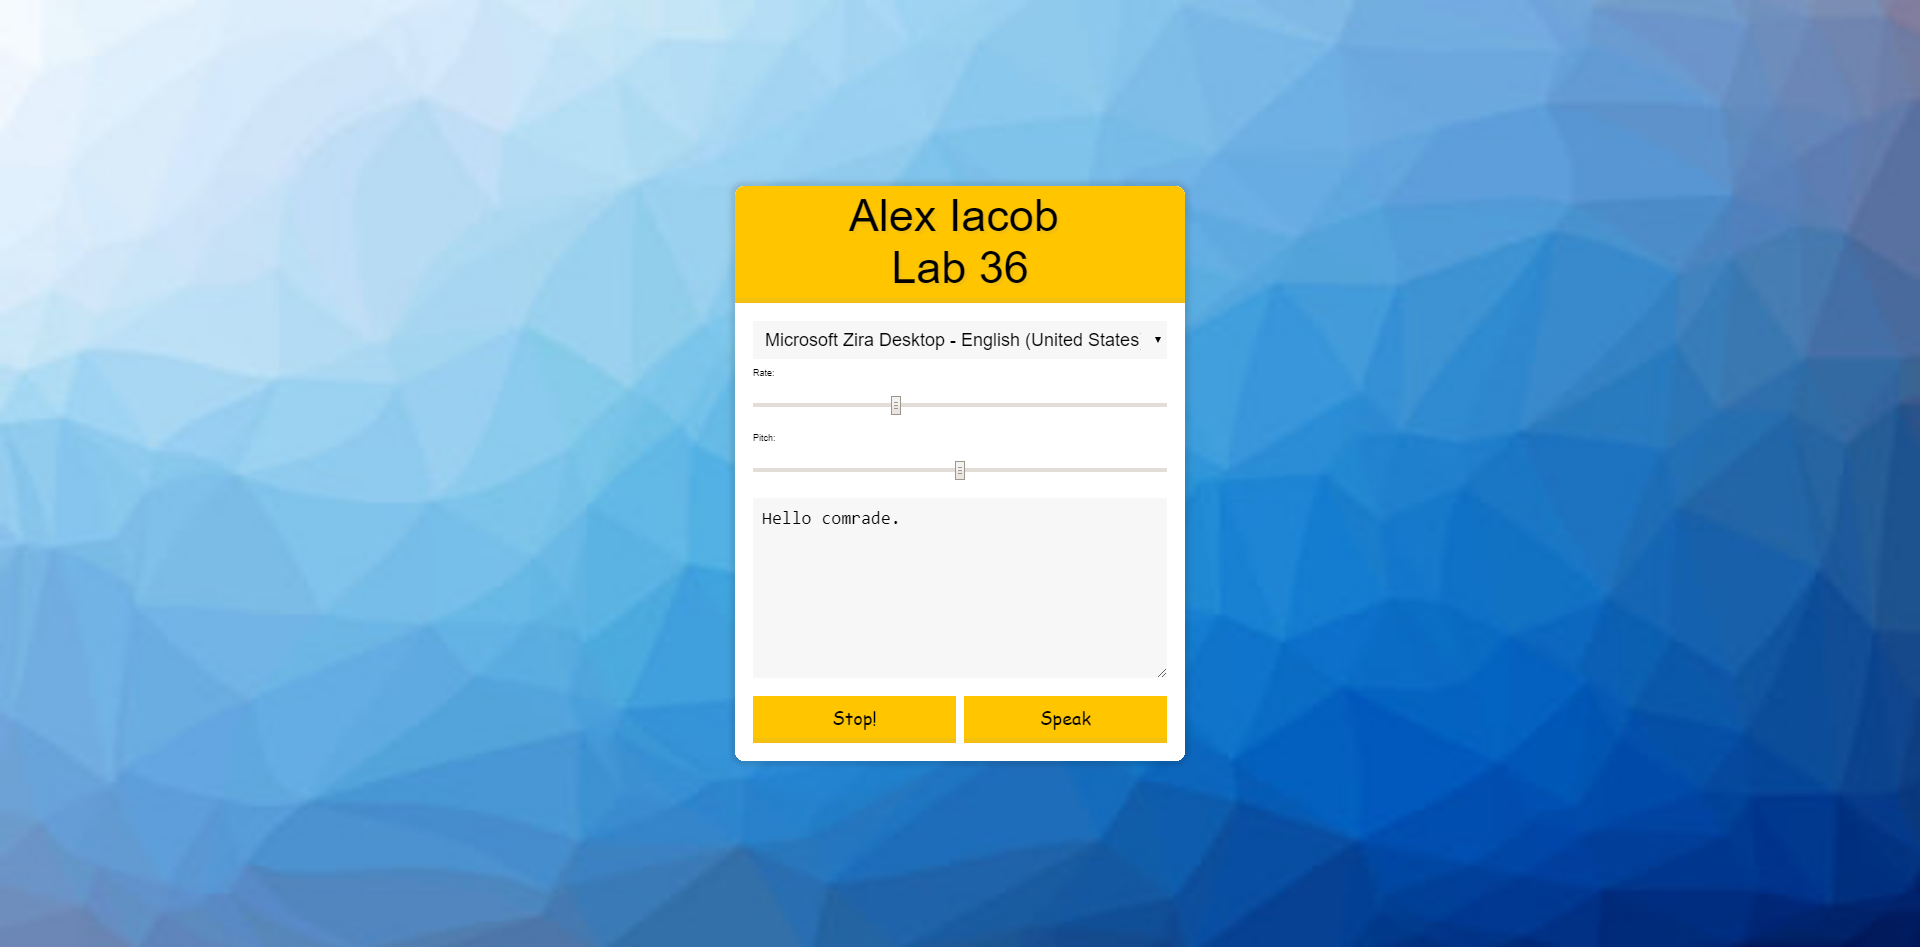 Alex Iacob
Lab 36
Microsoft Zira Desktop - English (United States
Rate:
Pitch:
Hello comrade.
Stop!
Speak